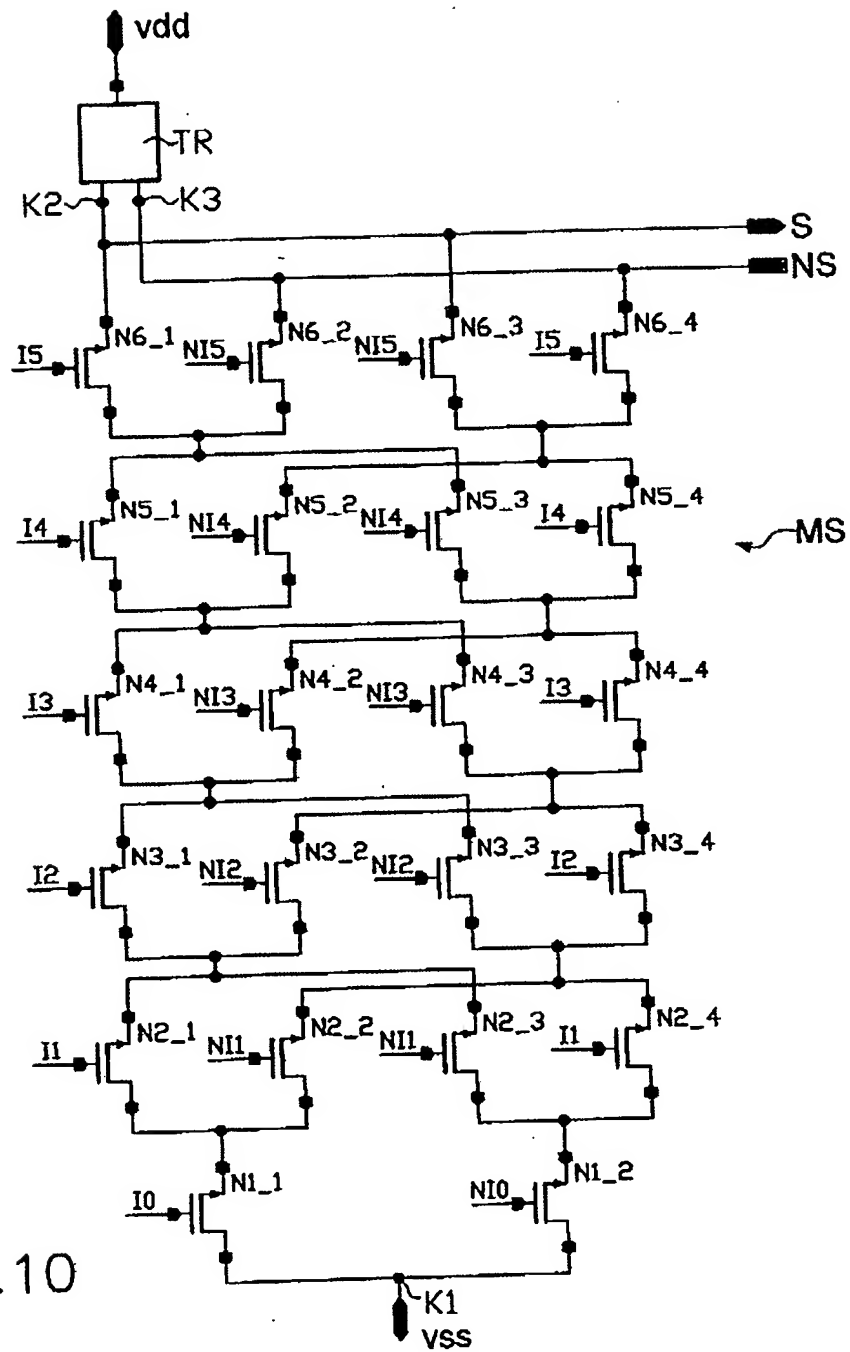 vdd
TR
K2 K3
S
NS
N6_1 N6_2 N6_3 N6_4
I5 NI5 NI5 I5
N5_1 N5_2 N5_3 N5_4
I4 NI4 NI4 I4
MS
N4_1 N4_2 N4_3 N4_4
I3 NI3 NI3 I3
N3_1 N3_2 N3_3 N3_4
I2 NI2 NI2 I2
N2_1 N2_2 N2_3 N2_4
I1 NI1 NI1 I1
N1_1 N1_2
I0 NI0
.10
K1
vss